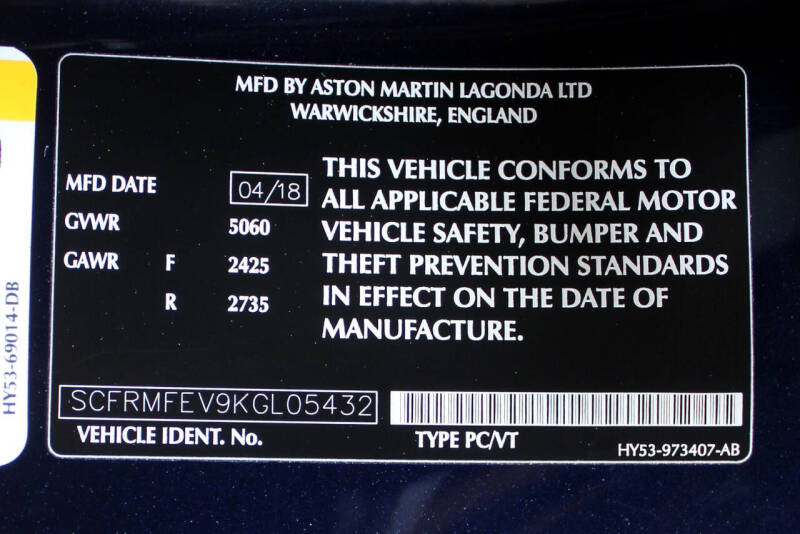 MFD BY ASTON MARTIN LAGONDA LTD
WARWICKSHIRE, ENGLAND
MFD DATE 04/18
GVWR 5060
GAWR F 2425
R 2735
THIS VEHICLE CONFORMS TO
ALL APPLICABLE FEDERAL MOTOR
VEHICLE SAFETY, BUMPER AND
THEFT PREVENTION STANDARDS
IN EFFECT ON THE DATE OF
MANUFACTURE.
SCFRMFEV9KGL05432
VEHICLE IDENT. No.
TYPE PC/VT
HY53-973407-AB
HY53-69014-DB